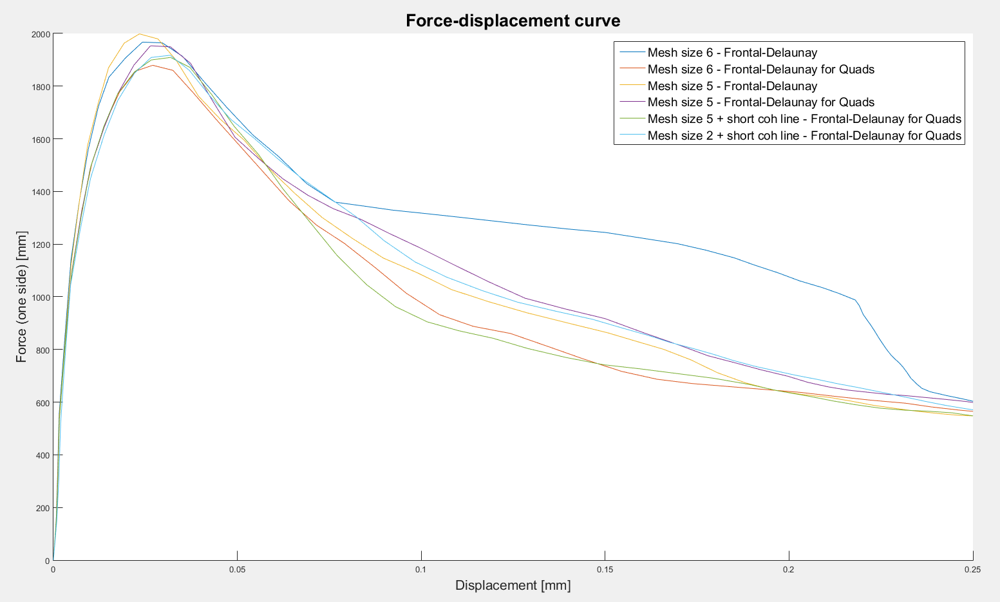 Force-displacement curve
Mesh size 6 - Frontal-Delaunay
Mesh size 6 - Frontal-Delaunay for Quads
Mesh size 5 - Frontal-Delaunay
Mesh size 5 - Frontal-Delaunay for Quads
Mesh size 5 + short coh line - Frontal-Delaunay for Quads
Mesh size 2 + short coh line - Frontal-Delaunay for Quads
Force (one side) [mm]
2000
1800
1600
1400
1200
1000
800
600
400
200
0
0
0.05
0.1
0.15
0.2
0.25
Displacement [mm]